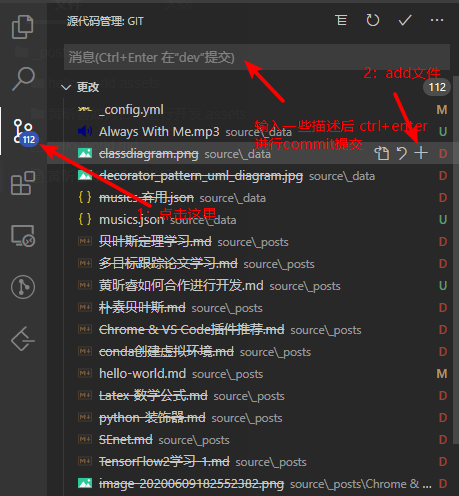 源代码管理: GIT
消息(Ctrl+Enter 在“dev”提交)
2：add文件
更改 112
_config.yml M
输入一些描述后 ctrl+enter
进行commit提交
Always With Me.mp3 source\_data U
classdiagram.png source\_data D
112
decorator_pattern_uml_diagram.jpg source\_data D
musics-弃用.json source\_data D
1：点击这里
musics.json source\_data U
贝叶斯定理学习.md source\_posts D
多目标跟踪论文学习.md source\_posts D
黄昕睿如何合作进行开发.md source\_posts U
朴素贝叶斯.md source\_posts D
Chrome & VS Code插件推荐.md source\_posts D
conda创建虚拟环境.md source\_posts D
hello-world.md source\_posts M
Latex-数学公式.md source\_posts D
python-装饰器.md source\_posts D
SEnet.md source\_posts D
TensorFlow2学习-1.md source\_posts D
image-20200609182552382.png source\_posts\Chrome & ... D